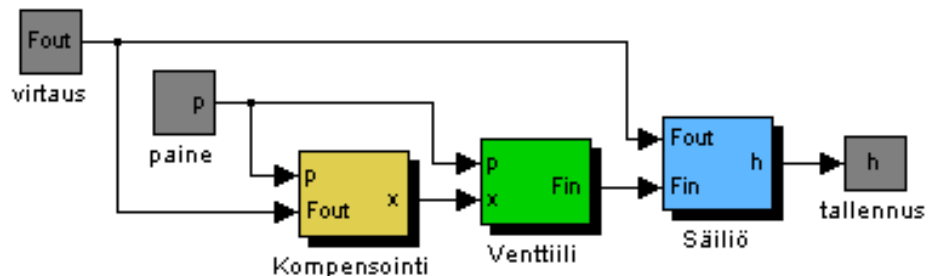 Fout
virtaus
p
paine
p
Fout
x
Kompensointi
p
x
Fin
Venttiili
Fout
Fin
h
Säiliö
h
tallennus